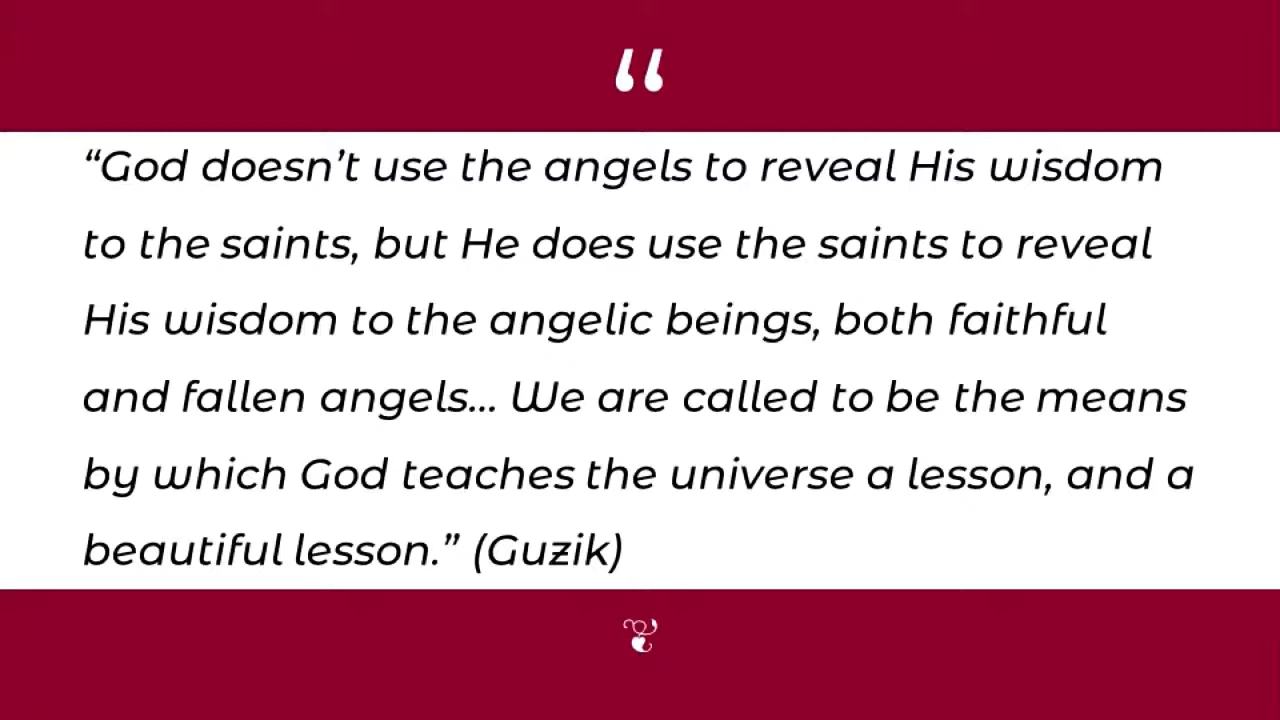 “
“God doesn’t use the angels to reveal His wisdom
to the saints, but He does use the saints to reveal
His wisdom to the angelic beings, both faithful
and fallen angels... We are called to be the means
by which God teaches the universe a lesson, and a
beautiful lesson.” (Guzik)